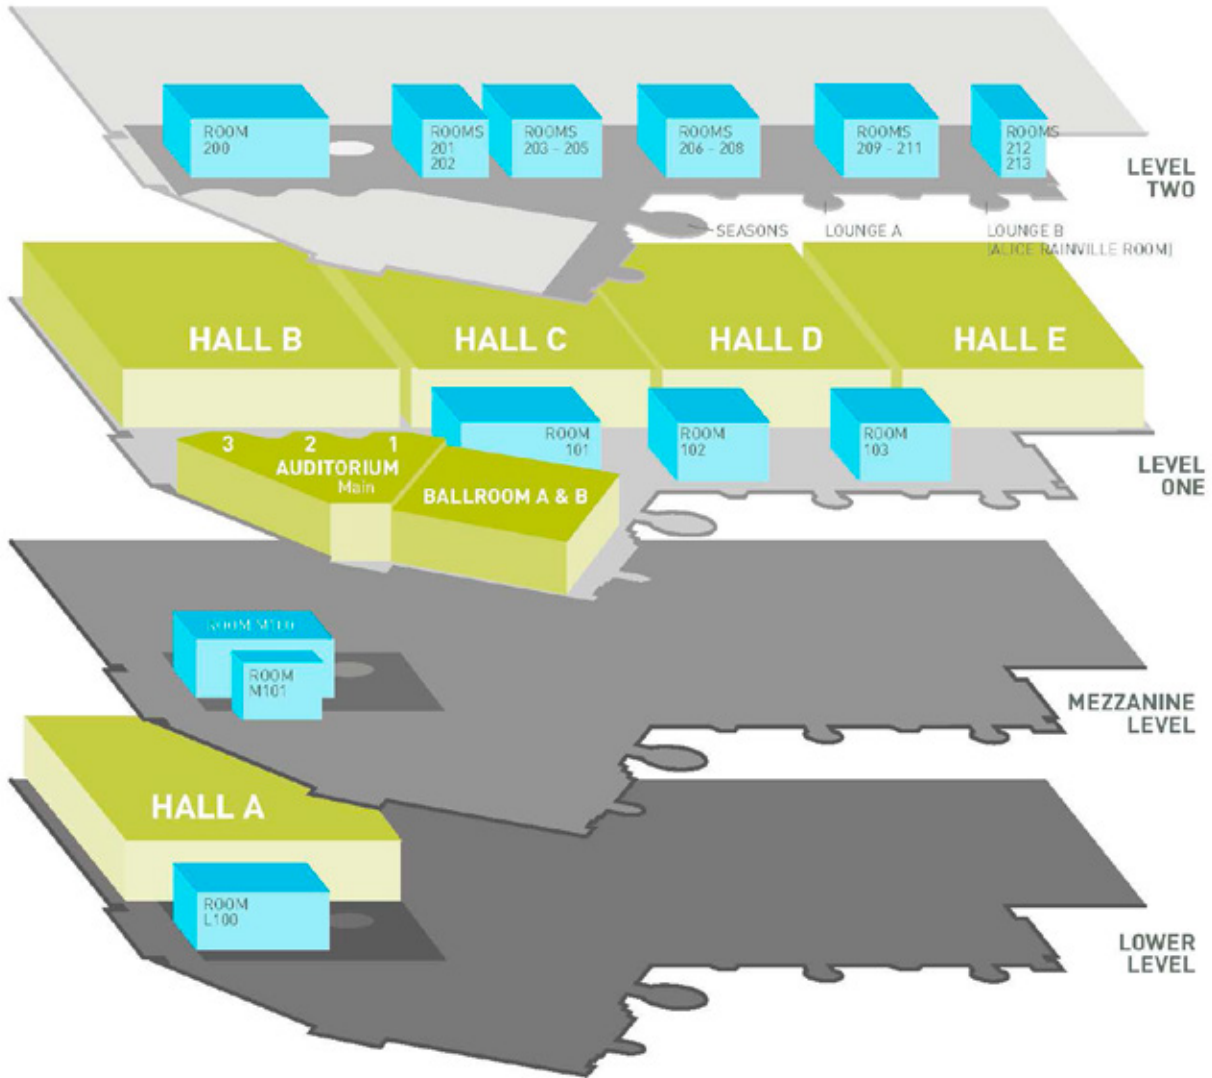 ROOM
200
ROOMS
201
202
ROOMS
203 - 205
ROOMS
206 - 208
ROOMS
209 - 211
ROOMS
212
213
LEVEL
TWO
SEASONS
LOUNGE A
LOUNGE B
(ALICE RAINVILLE ROOM)
HALL B
HALL C
HALL D
HALL E
ROOM
101
ROOM
102
ROOM
103
3
2
1
AUDITORIUM
Main
BALLROOM A & B
LEVEL
ONE
ROOM M100
ROOM
M101
MEZZANINE
LEVEL
HALL A
ROOM
L100
LOWER
LEVEL